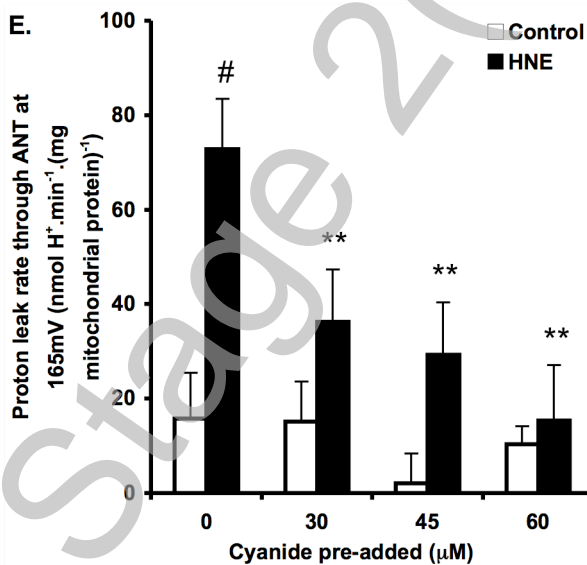 E.
Control
HNE
Proton leak rate through ANT at
165mV (nmol H⁺.min⁻¹.(mg
mitochondrial protein)⁻¹)
100
80
60
40
20
0
#
**
**
**
0 30 45 60
Cyanide pre-added (μM)
Stage